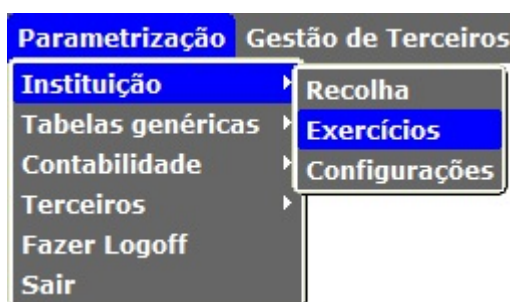 Parametrização Gestão de Terceiros
Instituição
Tabelas genéricas
Contabilidade
Terceiros
Fazer Logoff
Sair
Recolha
Exercícios
Configurações